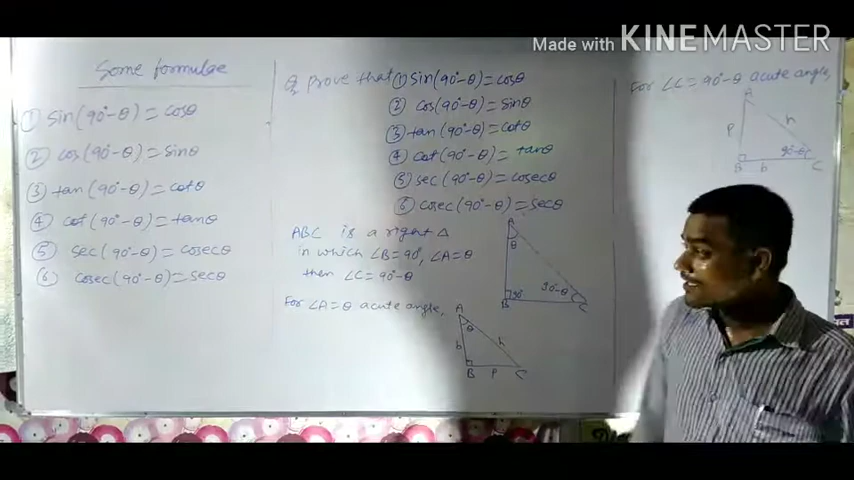 Made with KINEMASTER
Some formulae
① sin(90°-θ)=cosθ
② cos(90°-θ)=sinθ
③ tan(90°-θ)=cotθ
④ cot(90°-θ)=tanθ
⑤ sec(90°-θ)=cosecθ
⑥ cosec(90°-θ)=secθ
Q. Prove that ① sin(90°-θ)=cosθ
② cos(90°-θ)=sinθ
③ tan(90°-θ)=cotθ
④ cot(90°-θ)=tanθ
⑤ sec(90°-θ)=cosecθ
⑥ cosec(90°-θ)=secθ
ABC is a right Δ
in which ∠B=90°, ∠A=θ
then ∠C=90°-θ
A
θ
90°
90°-θ
B
C
For ∠A=θ acute angle,
A
θ
b
h
B
P
C
For ∠C=90°-θ acute angle,
A
P
h
90°-θ
B
b
C